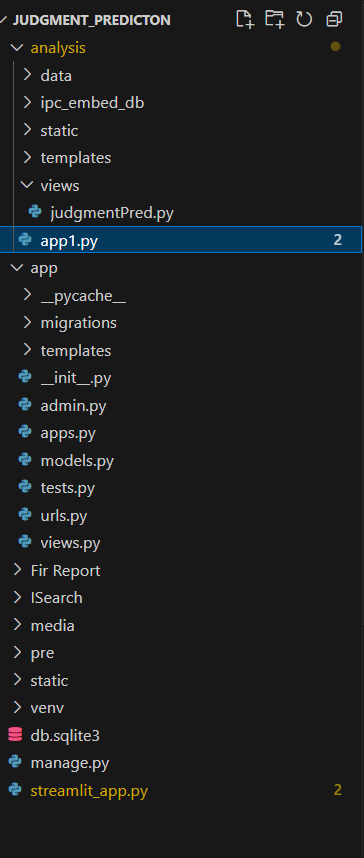 JUDGMENT_PREDICTON
analysis
data
ipc_embed_db
static
templates
views
judgmentPred.py
app1.py 2
app
__pycache__
migrations
templates
__init__.py
admin.py
apps.py
models.py
tests.py
urls.py
views.py
Fir Report
ISearch
media
pre
static
venv
db.sqlite3
manage.py
streamlit_app.py 2